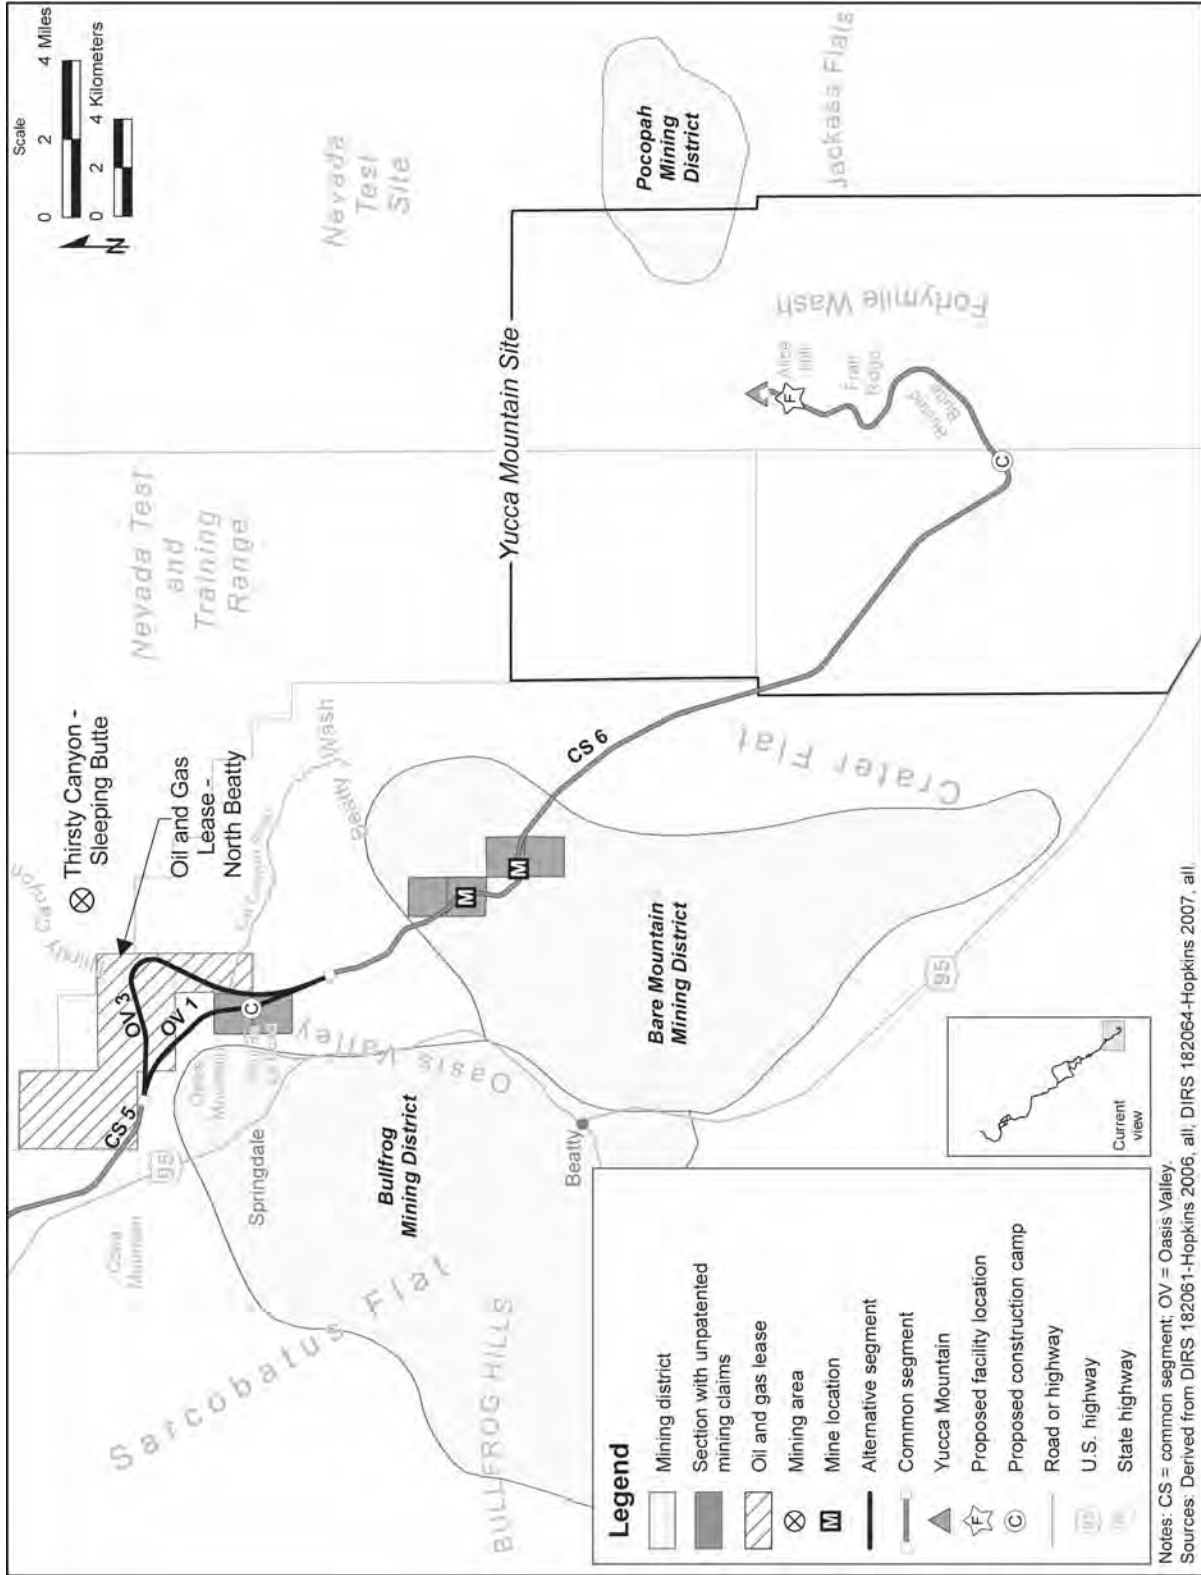 Scale
0 2 4 Miles
0 2 4 Kilometers
N
Thirsty Canyon -
Sleeping Butte
Oil and Gas
Lease -
North Beatty
Nevada Test
and
Training
Range
Nevada
Test
Site
CS 5
OV 3
OV 1
C
95
Springdale
Oasis Valley
Beatty Wash
Sarcobatus Flat
Bullfrog
Mining District
BULLFROG HILLS
Beatty
M
M
CS 6
Bare Mountain
Mining District
Crater Flat
95
Yucca Mountain Site
Pocopah
Mining
District
Jackass Flats
Fortymile Wash
F
C
Legend
Mining district
Section with unpatented
mining claims
Oil and gas lease
Mining area
M Mine location
Alternative segment
Common segment
Yucca Mountain
F Proposed facility location
C Proposed construction camp
Road or highway
95 U.S. highway
State highway
Current
view
Notes: CS = common segment; OV = Oasis Valley.
Sources: Derived from DIRS 182061-Hopkins 2006, all; DIRS 182064-Hopkins 2007, all.